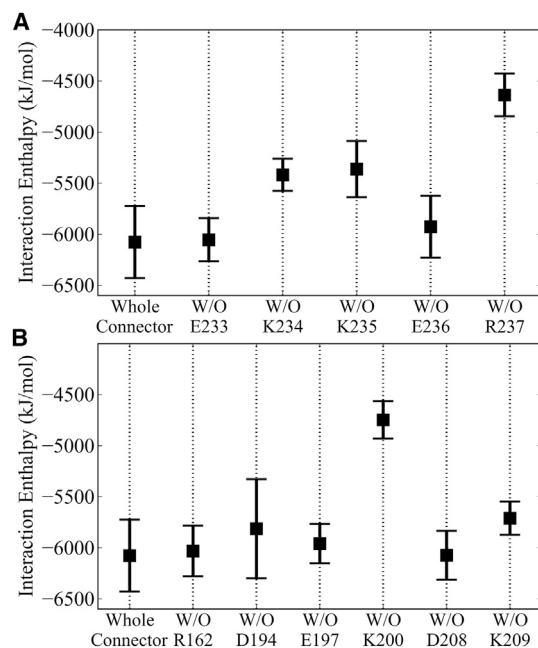 A
Interaction Enthalpy (kJ/mol)
−4000
−4500
−5000
−5500
−6000
−6500
Whole Connector
W/O E233
W/O K234
W/O K235
W/O E236
W/O R237
B
Interaction Enthalpy (kJ/mol)
−4500
−5000
−5500
−6000
−6500
Whole Connector
W/O R162
W/O D194
W/O E197
W/O K200
W/O D208
W/O K209